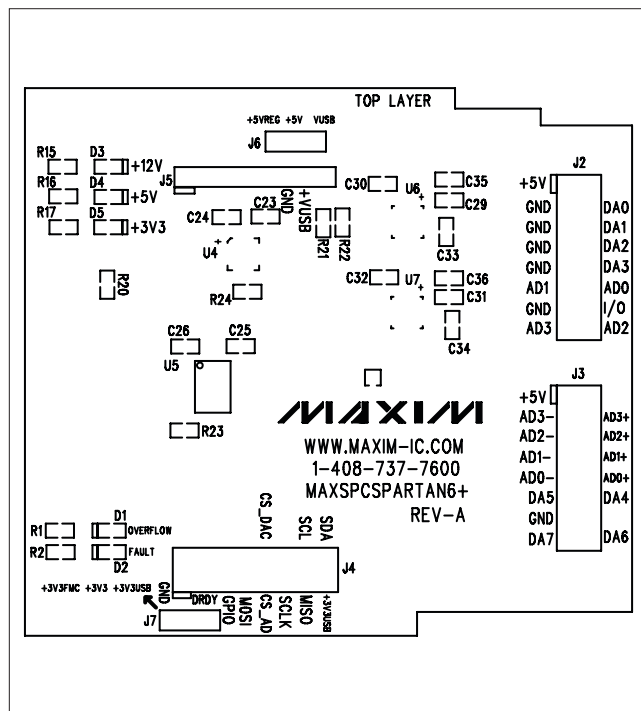 TOP LAYER
+5VREG +5V VUSB
J6
R15 D3 +12V
R16 D4 +5V
R17 D5 +3V3
J5
GND
+VUSB
C24 C23
R21 R22
U4
R24
R20
C30 U6 C35
C29
C33
C32 U7 C36
C31
C34
J2
+5V
GND DA0
GND DA1
GND DA2
GND DA3
AD1 AD0
GND I/O
AD3 AD2
C26 C25
U5
R23
MAXIM
WWW.MAXIM-IC.COM
1-408-737-7600
MAXSPCSPARTAN6+
REV-A
J3
+5V
AD3- AD3+
AD2- AD2+
AD1- AD1+
AD0- AD0+
DA5 DA4
GND
DA7 DA6
R1 D1 OVERFLOW
R2 D2 FAULT
+3V3FMC +3V3 +3V3USB
J7
CS_DAC
SCL
SDA
J4
GND
DRDY
GPIO
MOSI
CS_AD
SCLK
MISO
+3V3USB